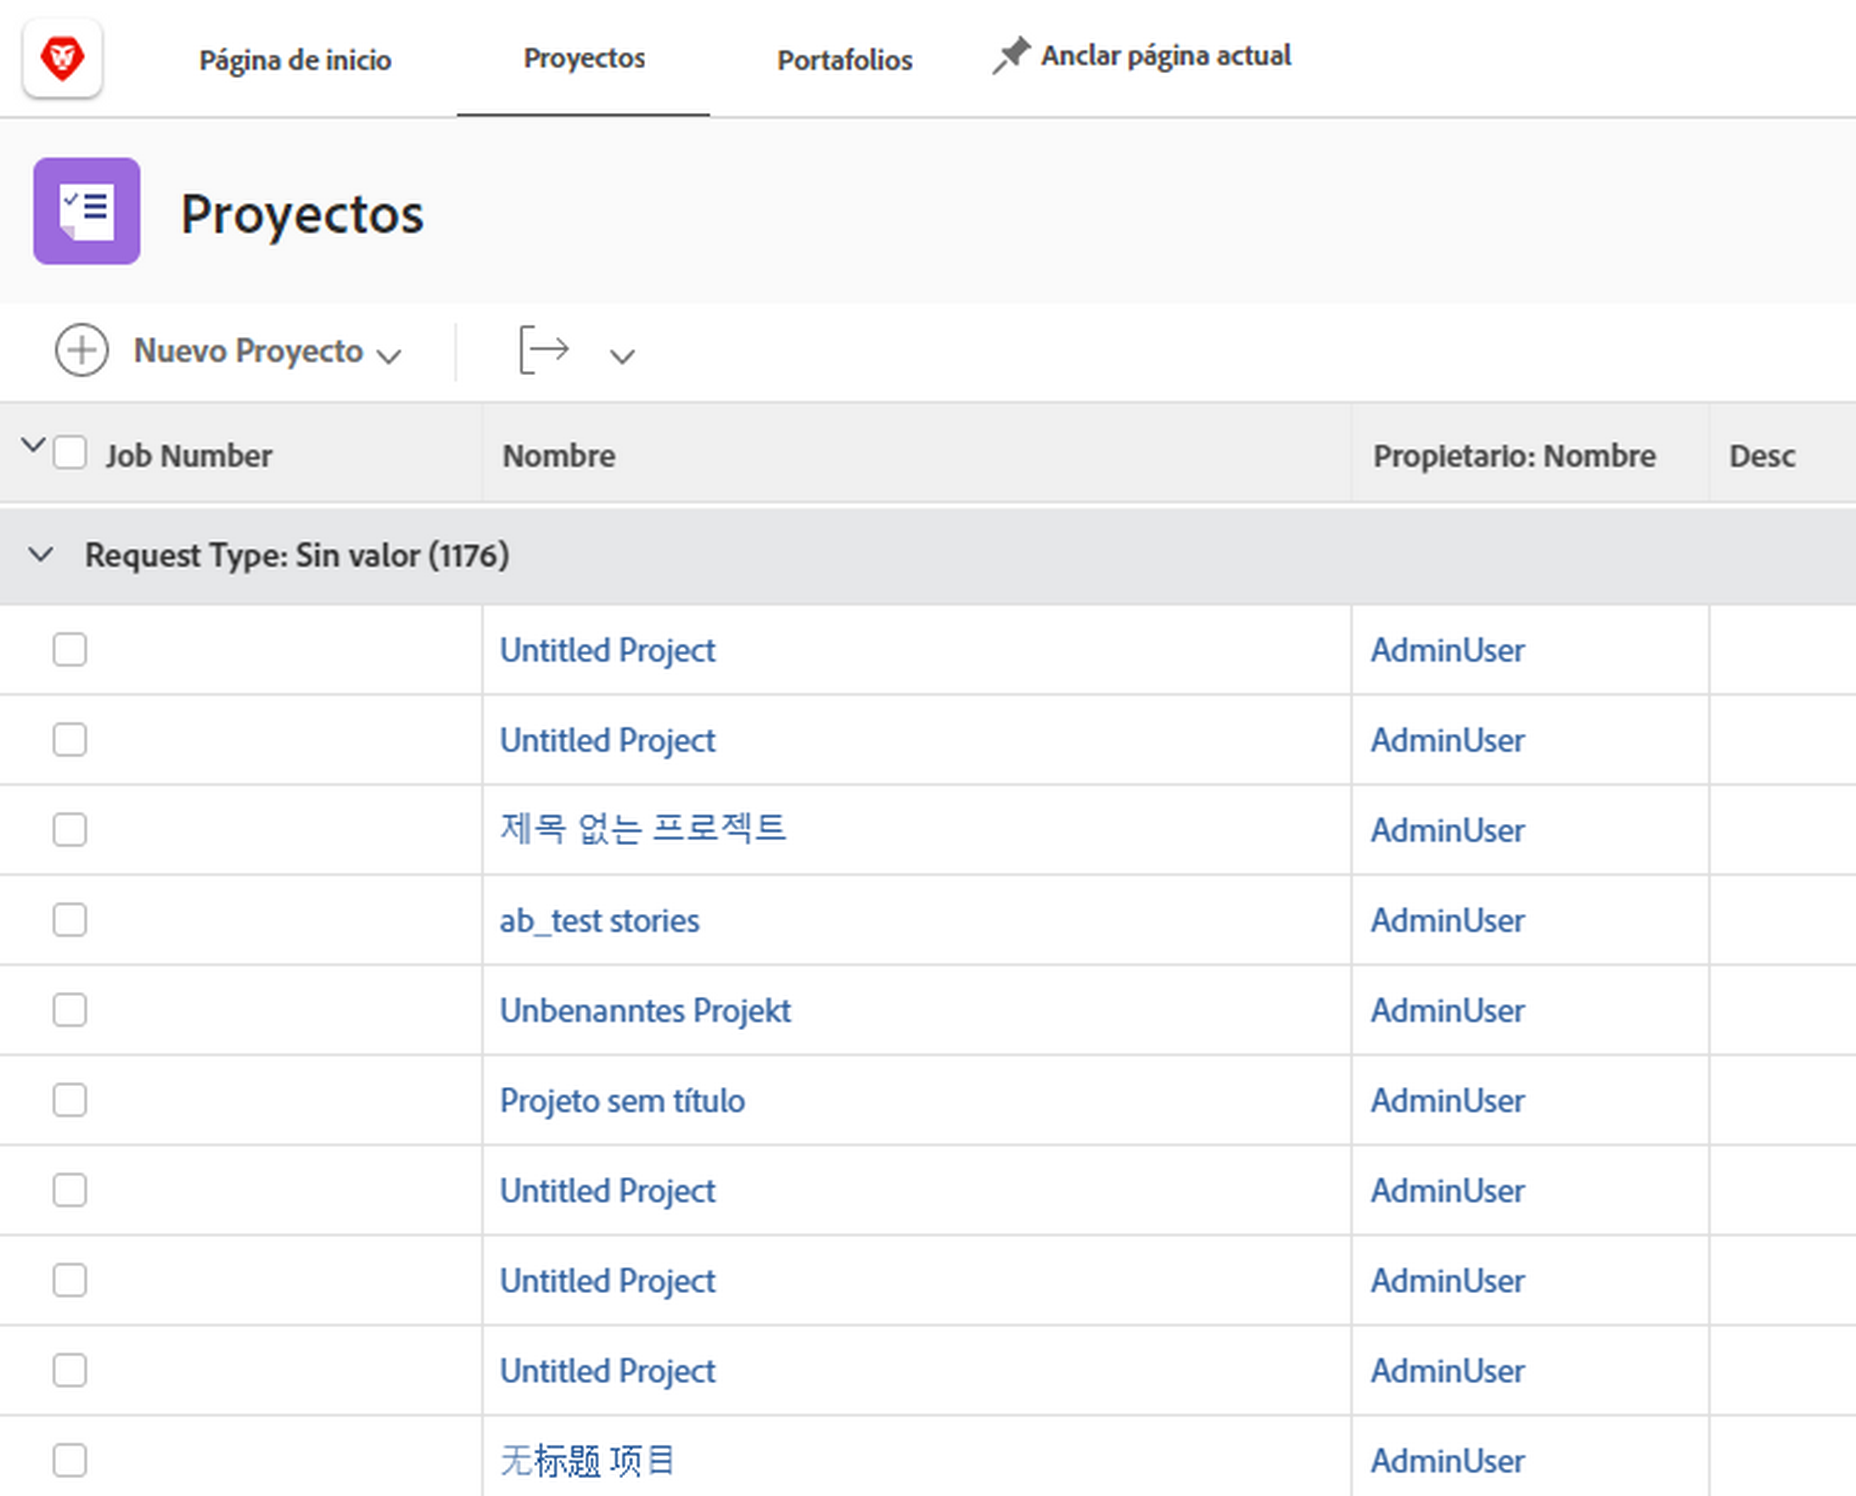 Página de inicio Proyectos Portafolios Anclar página actual
Proyectos
Nuevo Proyecto
Job Number Nombre Propietario: Nombre Desc
Request Type: Sin valor (1176)
Untitled Project AdminUser
Untitled Project AdminUser
제목 없는 프로젝트 AdminUser
ab_test stories AdminUser
Unbenanntes Projekt AdminUser
Projeto sem título AdminUser
Untitled Project AdminUser
Untitled Project AdminUser
Untitled Project AdminUser
无标题 项目 AdminUser